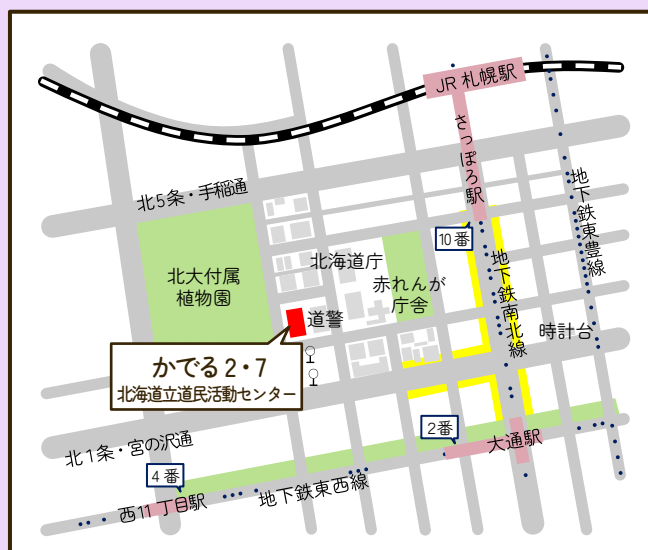 JR 札幌駅
さっぽろ駅
地下鉄東豊線
北5条・手稲通
10番
北海道庁
地下鉄南北線
北大付属
植物園
赤れんが
庁舎
道警
時計台
かでる2・7
北海道立道民活動センター
2番
大通駅
北1条・宮の沢通
4番
地下鉄東西線
西11丁目駅